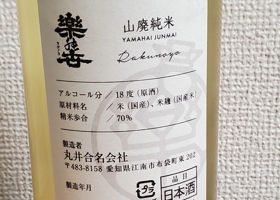 樂の世
山廃純米
YAMAHAI JUNMAI
Rakunoyo
アルコール分 / 18度(原酒)
原材料名 / 米(国産)、米麹(国産米
精米歩合 / 70%
製造者
丸井合名会社
〒483-8158 愛知県江南市布袋町東202
製造年月
品目
日本酒